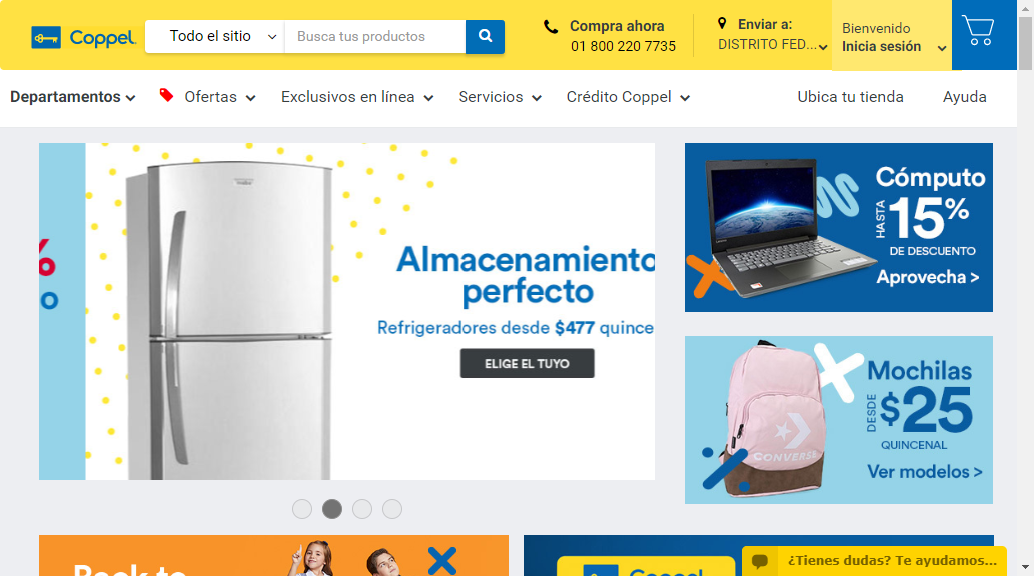 Coppel
Todo el sitio
Busca tus productos
Compra ahora
01 800 220 7735
Enviar a:
DISTRITO FED...
Bienvenido
Inicia sesión
Departamentos
Ofertas
Exclusivos en línea
Servicios
Crédito Coppel
Ubica tu tienda
Ayuda
%
o
Almacenamiento
perfecto
Refrigeradores desde $477 quince
ELIGE EL TUYO
Cómputo
HASTA 15%
DE DESCUENTO
Aprovecha >
Mochilas
DESDE $25
QUINCENAL
Ver modelos >
CONVERSE
Back to
Coppel
¿Tienes dudas? Te ayudamos...